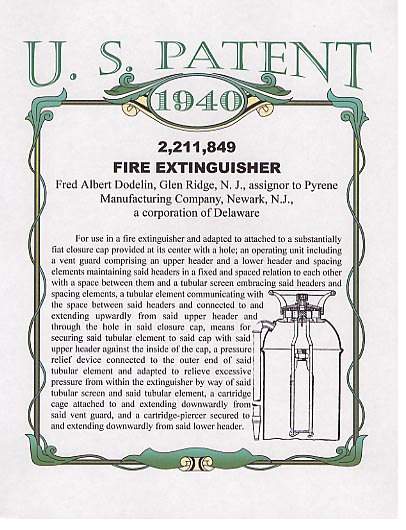 U. S. PATENT
1940
2,211,849
FIRE EXTINGUISHER
Fred Albert Dodelin, Glen Ridge, N. J., assignor to Pyrene
Manufacturing Company, Newark, N.J.,
a corporation of Delaware
For use in a fire extinguisher and adapted to attached to a substantially
fiat closure cap provided at its center with a hole; an operating unit including
a vent guard comprising an upper header and a lower header and spacing
elements maintaining said headers in a fixed and spaced relation to each other
with a space between them and a tubular screen embracing said headers and
spacing elements, a tubular element communicating with
the space between said headers and connected to and
extending upwardly from said upper header and
through the hole in said closure cap, means for
securing said tubular element to said cap with said
upper header against the inside of the cap, a pressure
relief device connected to the outer end of said
tubular element and adapted to relieve excessive
pressure from within the extinguisher by way of said
tubular screen and said tubular element, a cartridge
cage attached to and extending downwardly from
said vent guard, and a cartridge-piercer secured to
and extending downwardly from said lower header.